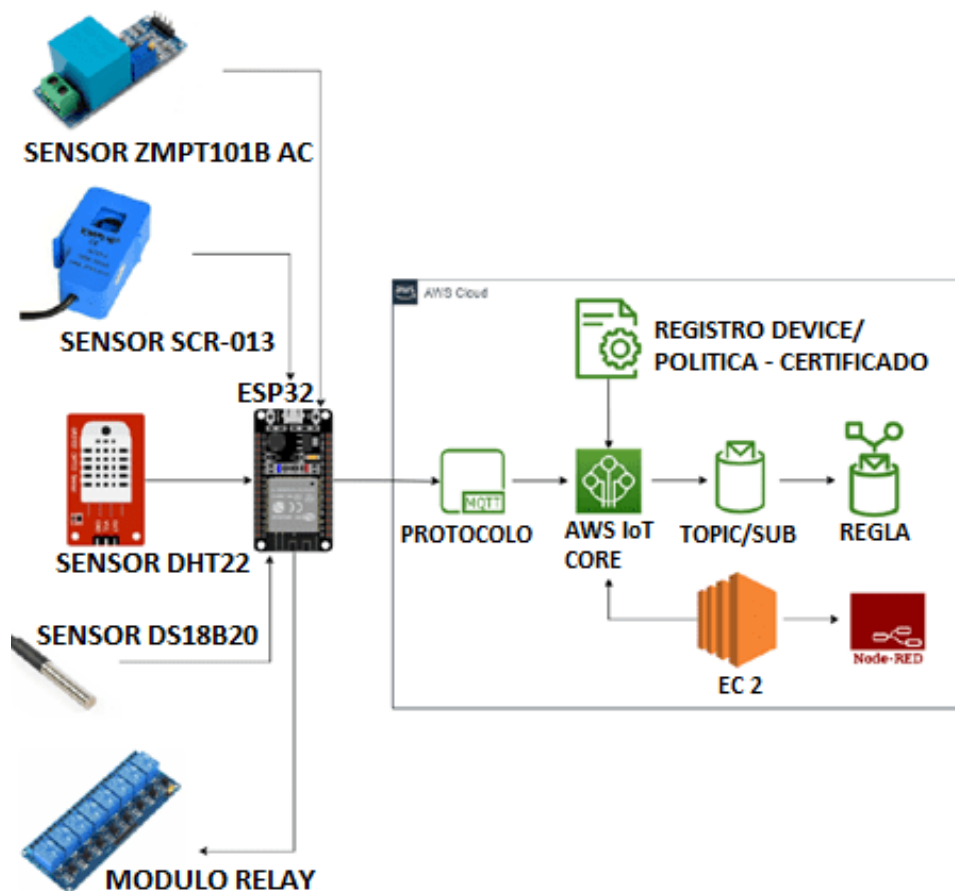 SENSOR ZMPT101B AC
SENSOR SCR-013
ESP32
SENSOR DHT22
SENSOR DS18B20
MODULO RELAY
aws
AWS Cloud
REGISTRO DEVICE/
POLITICA - CERTIFICADO
MQTT
PROTOCOLO
AWS IoT
CORE
TOPIC/SUB
REGLA
EC 2
Node-RED